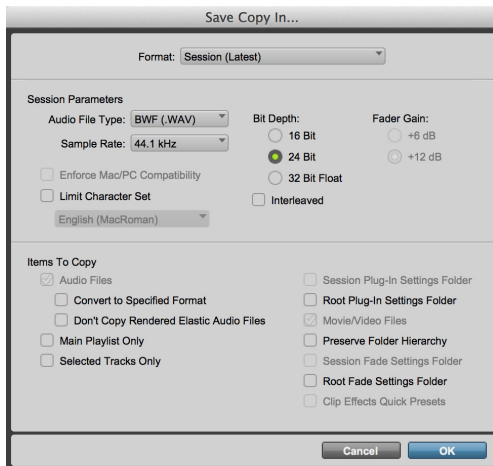 Save Copy In...
Format: Session (Latest)
Session Parameters
Audio File Type: BWF (.WAV)
Sample Rate: 44.1 kHz
Enforce Mac/PC Compatibility
Limit Character Set
English (MacRoman)
Bit Depth:
16 Bit
24 Bit
32 Bit Float
Interleaved
Fader Gain:
+6 dB
+12 dB
Items To Copy
Audio Files
Convert to Specified Format
Don't Copy Rendered Elastic Audio Files
Main Playlist Only
Selected Tracks Only
Session Plug-In Settings Folder
Root Plug-In Settings Folder
Movie/Video Files
Preserve Folder Hierarchy
Session Fade Settings Folder
Root Fade Settings Folder
Clip Effects Quick Presets
Cancel
OK